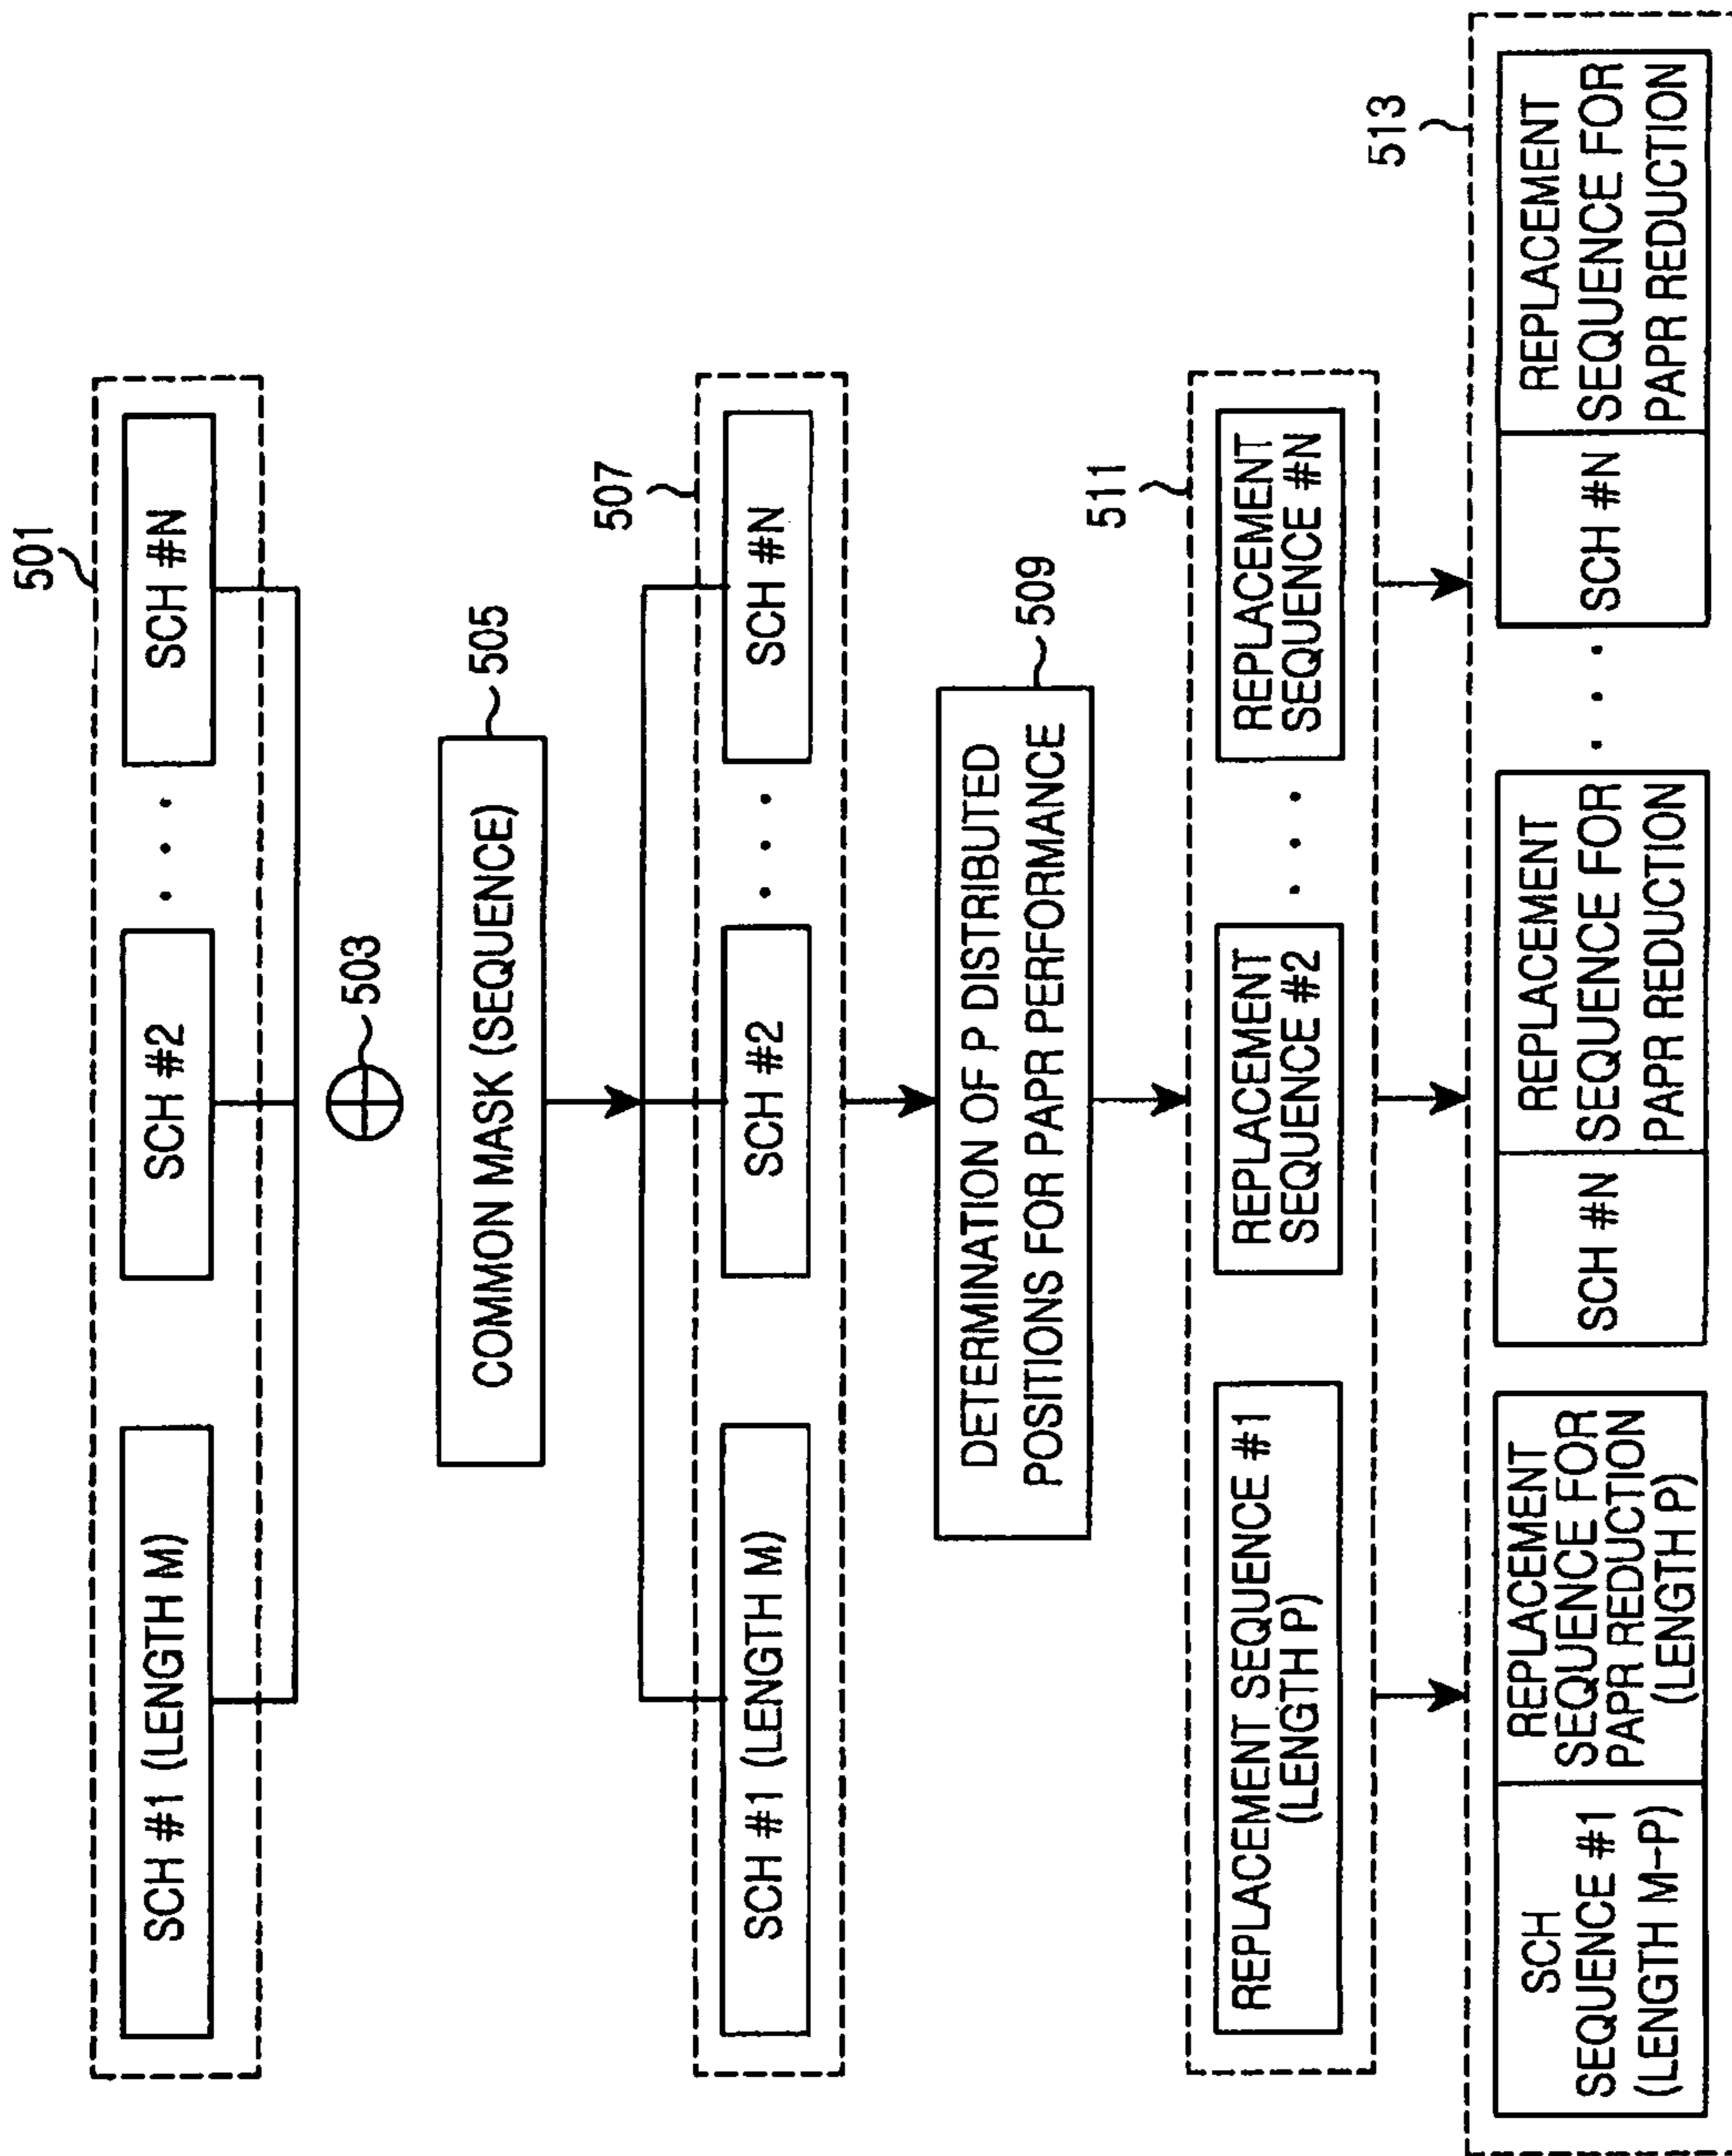 501
SCH #1 (LENGTH M)
SCH #2
. . .
SCH #N
503
COMMON MASK (SEQUENCE)
505
507
SCH #1 (LENGTH M)
SCH #2
. . .
SCH #N
DETERMINATION OF P DISTRIBUTED
POSITIONS FOR PAPR PERFORMANCE
509
511
REPLACEMENT SEQUENCE #1
(LENGTH P)
REPLACEMENT
SEQUENCE #2
. . .
REPLACEMENT
SEQUENCE #N
513
SCH
SEQUENCE #1
(LENGTH M-P)
REPLACEMENT
SEQUENCE FOR
PAPR REDUCTION
(LENGTH P)
SCH #N
REPLACEMENT
SEQUENCE FOR
PAPR REDUCTION
. . .
SCH #N
REPLACEMENT
SEQUENCE FOR
PAPR REDUCTION